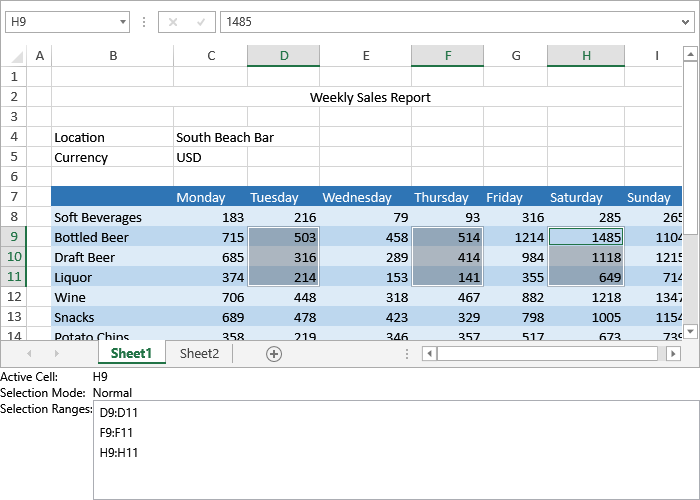 H9 1485
A B C D E F G H I
1
2 Weekly Sales Report
3
4 Location South Beach Bar
5 Currency USD
6
7 Monday Tuesday Wednesday Thursday Friday Saturday Sunday
8 Soft Beverages 183 216 79 93 316 285 265
9 Bottled Beer 715 503 458 514 1214 1485 1104
10 Draft Beer 685 316 289 414 984 1118 1215
11 Liquor 374 214 153 141 355 649 714
12 Wine 706 448 318 467 882 1218 1347
13 Snacks 689 478 423 329 798 1005 1154
14 Potato Chips 358 219 346 357 517 673 739
Sheet1 Sheet2
Active Cell: H9
Selection Mode: Normal
Selection Ranges: D9:D11
F9:F11
H9:H11